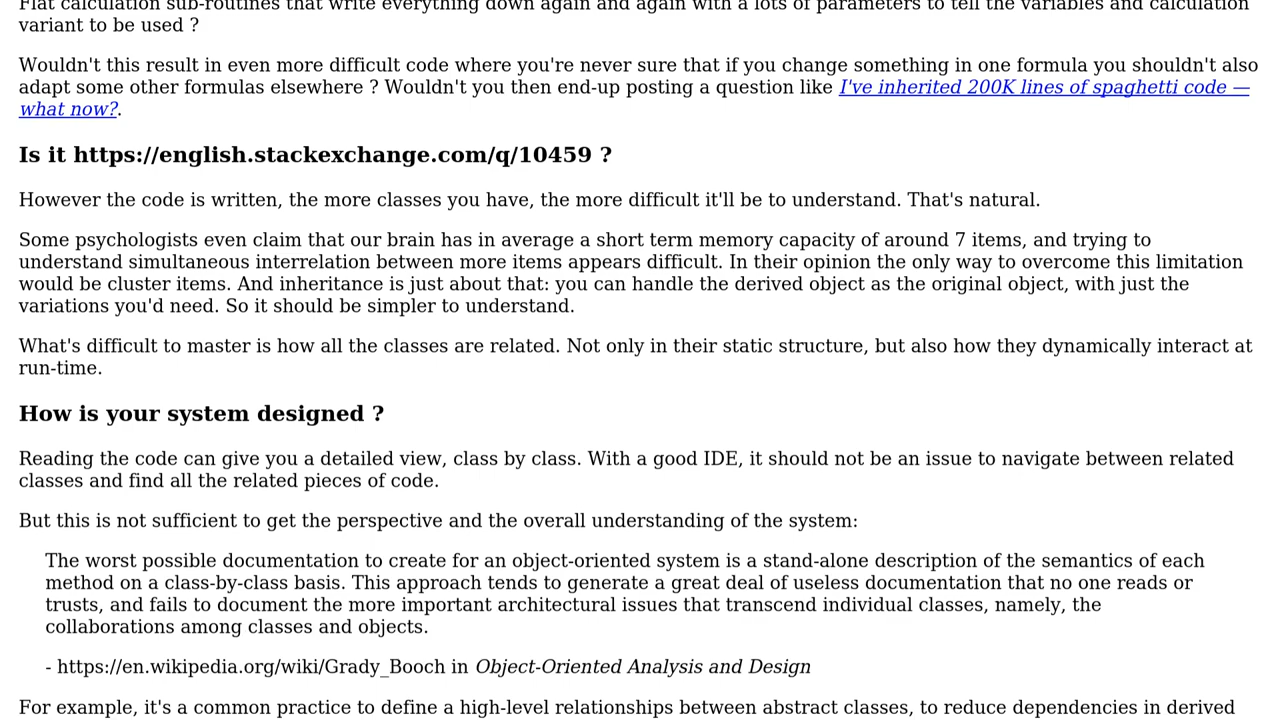 Flat calculation sub-routines that write everything down again and again with a lots of parameters to tell the variables and calculation
variant to be used ?
Wouldn't this result in even more difficult code where you're never sure that if you change something in one formula you shouldn't also
adapt some other formulas elsewhere ? Wouldn't you then end-up posting a question like I've inherited 200K lines of spaghetti code —
what now?.
Is it https://english.stackexchange.com/q/10459 ?
However the code is written, the more classes you have, the more difficult it'll be to understand. That's natural.
Some psychologists even claim that our brain has in average a short term memory capacity of around 7 items, and trying to
understand simultaneous interrelation between more items appears difficult. In their opinion the only way to overcome this limitation
would be cluster items. And inheritance is just about that: you can handle the derived object as the original object, with just the
variations you'd need. So it should be simpler to understand.
What's difficult to master is how all the classes are related. Not only in their static structure, but also how they dynamically interact at
run-time.
How is your system designed ?
Reading the code can give you a detailed view, class by class. With a good IDE, it should not be an issue to navigate between related
classes and find all the related pieces of code.
But this is not sufficient to get the perspective and the overall understanding of the system:
The worst possible documentation to create for an object-oriented system is a stand-alone description of the semantics of each
method on a class-by-class basis. This approach tends to generate a great deal of useless documentation that no one reads or
trusts, and fails to document the more important architectural issues that transcend individual classes, namely, the
collaborations among classes and objects.
- https://en.wikipedia.org/wiki/Grady_Booch in Object-Oriented Analysis and Design
For example, it's a common practice to define a high-level relationships between abstract classes, to reduce dependencies in derived